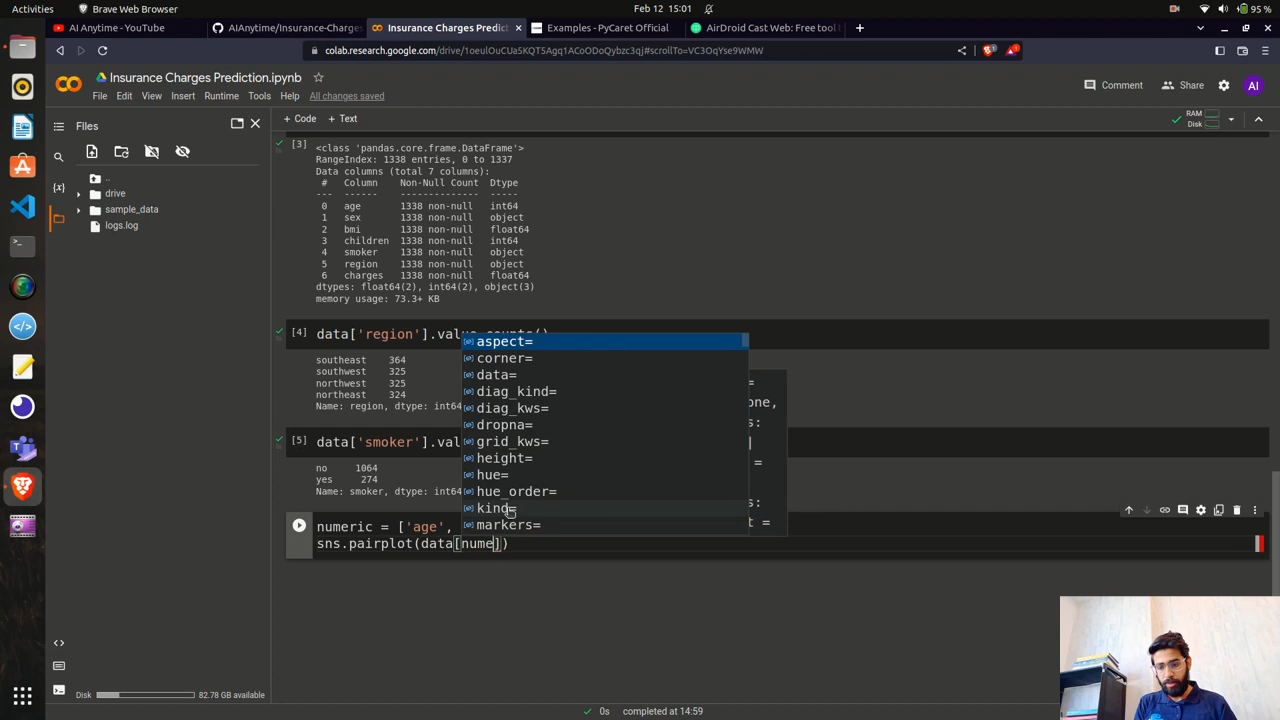 Activities
Brave Web Browser
Feb 12 15:01
95 %
AI Anytime - YouTube
AIAnytime/Insurance-Charges
Insurance Charges Predicti
Examples - PyCaret Official
AirDroid Cast Web: Free tool
colab.research.google.com/drive/1oeulOuCUa5KQT5Agq1ACoODoQybzc3qj#scrollTo=VC3OqYse9WMW
Insurance Charges Prediction.ipynb
File Edit View Insert Runtime Tools Help All changes saved
Comment
Share
AI
Files
+ Code + Text
RAM
Disk
..
drive
sample_data
logs.log
[3]
<class 'pandas.core.frame.DataFrame'>
RangeIndex: 1338 entries, 0 to 1337
Data columns (total 7 columns):
# Column Non-Null Count Dtype
--- ------ -------------- -----
0 age 1338 non-null int64
1 sex 1338 non-null object
2 bmi 1338 non-null float64
3 children 1338 non-null int64
4 smoker 1338 non-null object
5 region 1338 non-null object
6 charges 1338 non-null float64
dtypes: float64(2), int64(2), object(3)
memory usage: 73.3+ KB
[4] data['region'].value_counts()
southeast 364
southwest 325
northwest 325
northeast 324
Name: region, dtype: int64
[5] data['smoker'].val
no 1064
yes 274
Name: smoker, dtype: int64
aspect=
corner=
data=
diag_kind=
diag_kws=
dropna=
grid_kws=
height=
hue=
hue_order=
kind=
markers=
=
one,
s:
|
=
s:
t =
numeric = ['age',
sns.pairplot(data[nume])
Disk 82.78 GB available
0s completed at 14:59